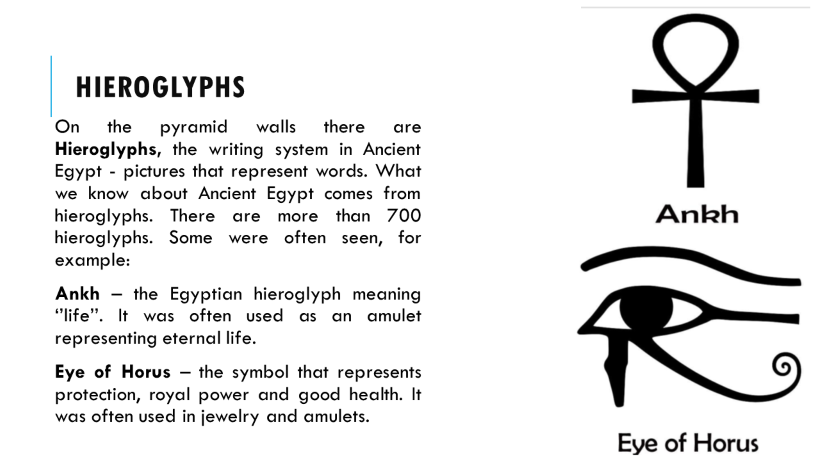 HIEROGLYPHS
On the pyramid walls there are
Hieroglyphs, the writing system in Ancient
Egypt - pictures that represent words. What
we know about Ancient Egypt comes from
hieroglyphs. There are more than 700
hieroglyphs. Some were often seen, for
example:
Ankh – the Egyptian hieroglyph meaning
‘’life”. It was often used as an amulet
representing eternal life.
Eye of Horus – the symbol that represents
protection, royal power and good health. It
was often used in jewelry and amulets.
Ankh
Eye of Horus